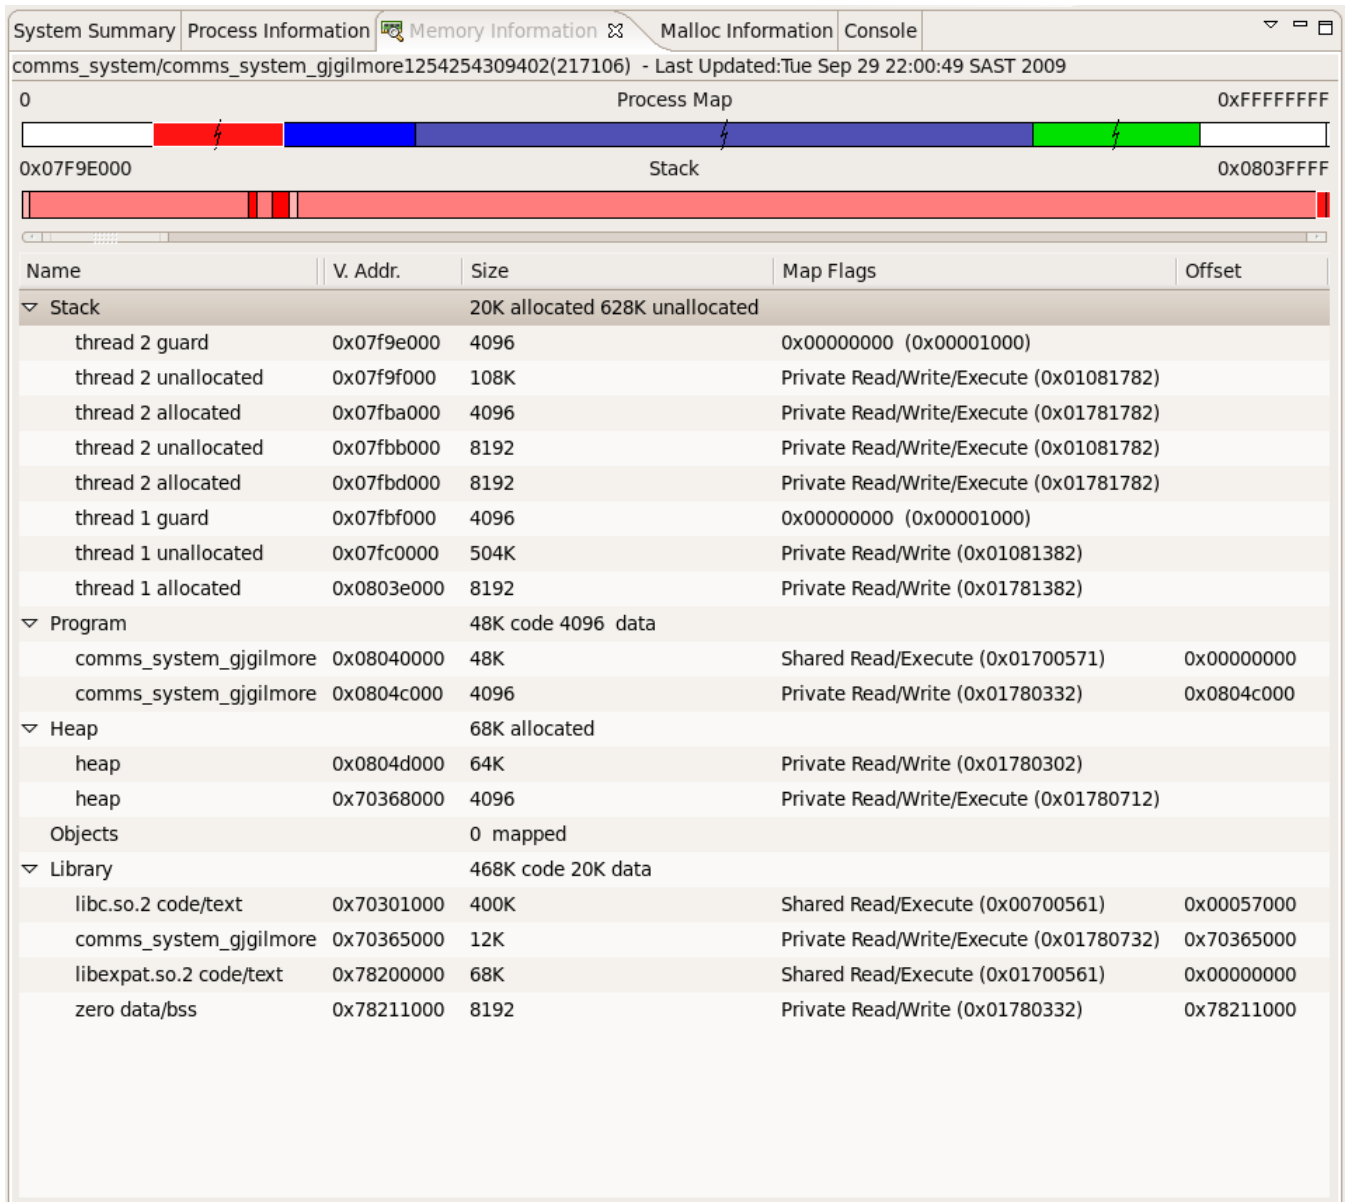 System Summary Process Information Memory Information Malloc Information Console
comms_system/comms_system_gjgilmore1254254309402(217106) - Last Updated:Tue Sep 29 22:00:49 SAST 2009
0 Process Map 0xFFFFFFFF
0x07F9E000 Stack 0x0803FFFF
Name V. Addr. Size Map Flags Offset
Stack 20K allocated 628K unallocated
thread 2 guard 0x07f9e000 4096 0x00000000 (0x00001000)
thread 2 unallocated 0x07f9f000 108K Private Read/Write/Execute (0x01081782)
thread 2 allocated 0x07fba000 4096 Private Read/Write/Execute (0x01781782)
thread 2 unallocated 0x07fbb000 8192 Private Read/Write/Execute (0x01081782)
thread 2 allocated 0x07fbd000 8192 Private Read/Write/Execute (0x01781782)
thread 1 guard 0x07fbf000 4096 0x00000000 (0x00001000)
thread 1 unallocated 0x07fc0000 504K Private Read/Write (0x01081382)
thread 1 allocated 0x0803e000 8192 Private Read/Write (0x01781382)
Program 48K code 4096 data
comms_system_gjgilmore 0x08040000 48K Shared Read/Execute (0x01700571) 0x00000000
comms_system_gjgilmore 0x0804c000 4096 Private Read/Write (0x01780332) 0x0804c000
Heap 68K allocated
heap 0x0804d000 64K Private Read/Write (0x01780302)
heap 0x70368000 4096 Private Read/Write/Execute (0x01780712)
Objects 0 mapped
Library 468K code 20K data
libc.so.2 code/text 0x70301000 400K Shared Read/Execute (0x00700561) 0x00057000
comms_system_gjgilmore 0x70365000 12K Private Read/Write/Execute (0x01780732) 0x70365000
libexpat.so.2 code/text 0x78200000 68K Shared Read/Execute (0x01700561) 0x00000000
zero data/bss 0x78211000 8192 Private Read/Write (0x01780332) 0x78211000